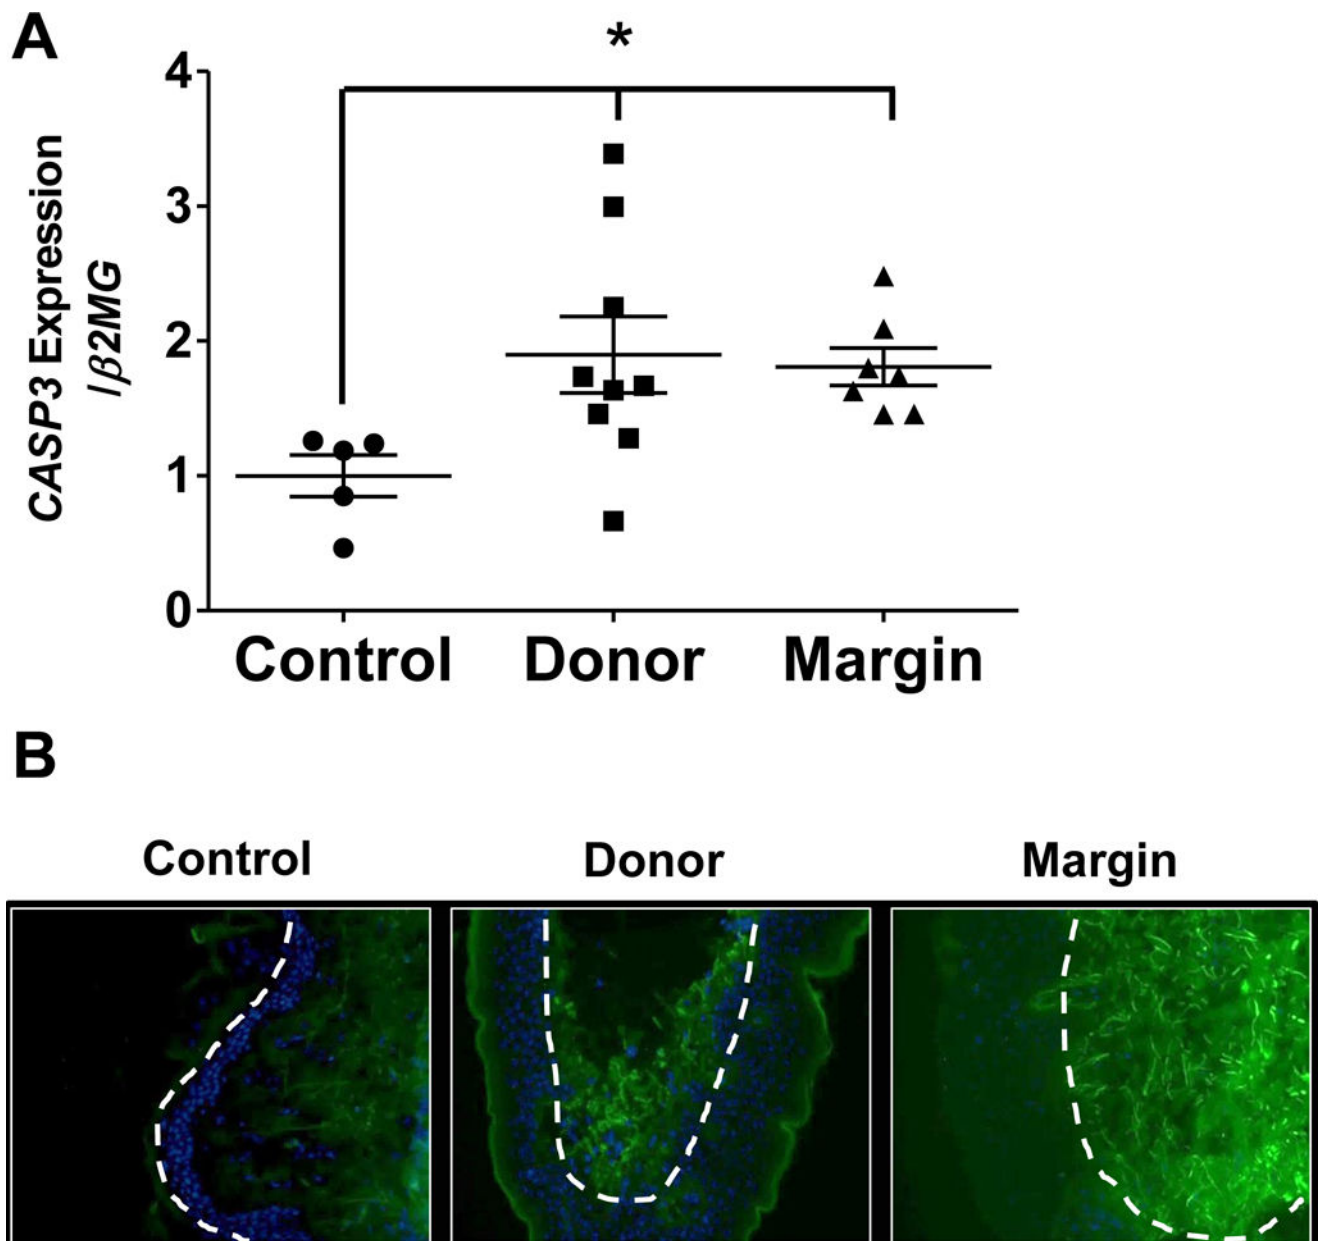 A
*
4
3
2
1
0
CASP3 Expression
/β2MG
Control Donor Margin
B
Control Donor Margin